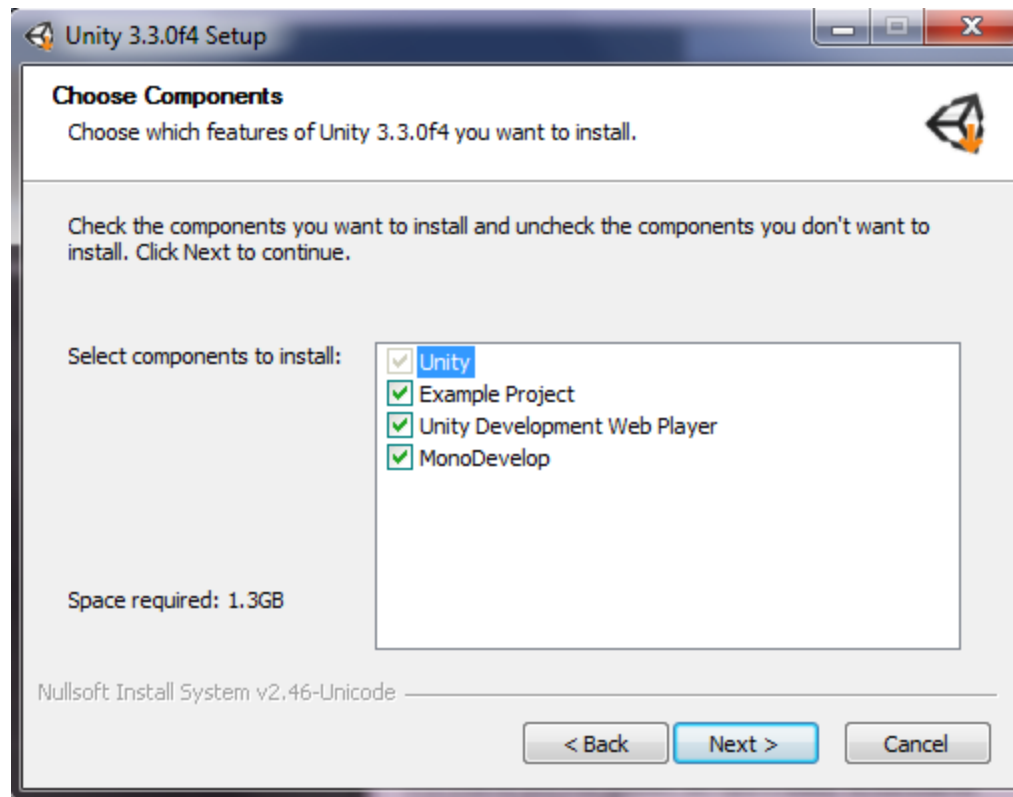 Unity 3.3.0f4 Setup
Choose Components
Choose which features of Unity 3.3.0f4 you want to install.
Check the components you want to install and uncheck the components you don't want to
install. Click Next to continue.
Select components to install:
Unity
Example Project
Unity Development Web Player
MonoDevelop
Space required: 1.3GB
Nullsoft Install System v2.46-Unicode
< Back
Next >
Cancel